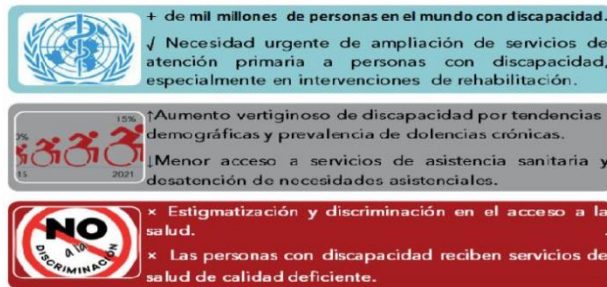 + de mil millones de personas en el mundo con discapacidad.
√ Necesidad urgente de ampliación de servicios de
atención primaria a personas con discapacidad,
especialmente en intervenciones de rehabilitación.
15%
0%
15
2021
↑Aumento vertiginoso de discapacidad por tendencias
demográficas y prevalencia de dolencias crónicas.
↓Menor acceso a servicios de asistencia sanitaria y
desatención de necesidades asistenciales.
NO
a la
DISCRIMINACIÓN
× Estigmatización y discriminación en el acceso a la
salud.
× Las personas con discapacidad reciben servicios de
salud de calidad deficiente.